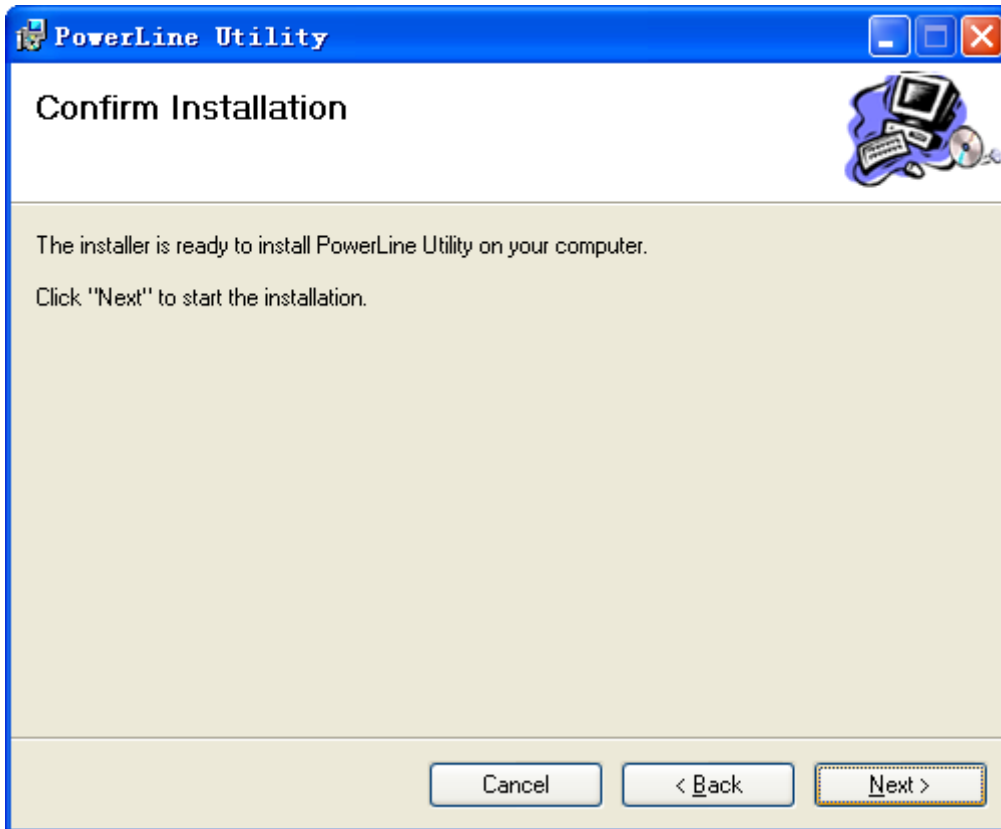 PowerLine Utility
Confirm Installation
The installer is ready to install PowerLine Utility on your computer.
Click "Next" to start the installation.
Cancel
< Back
Next >